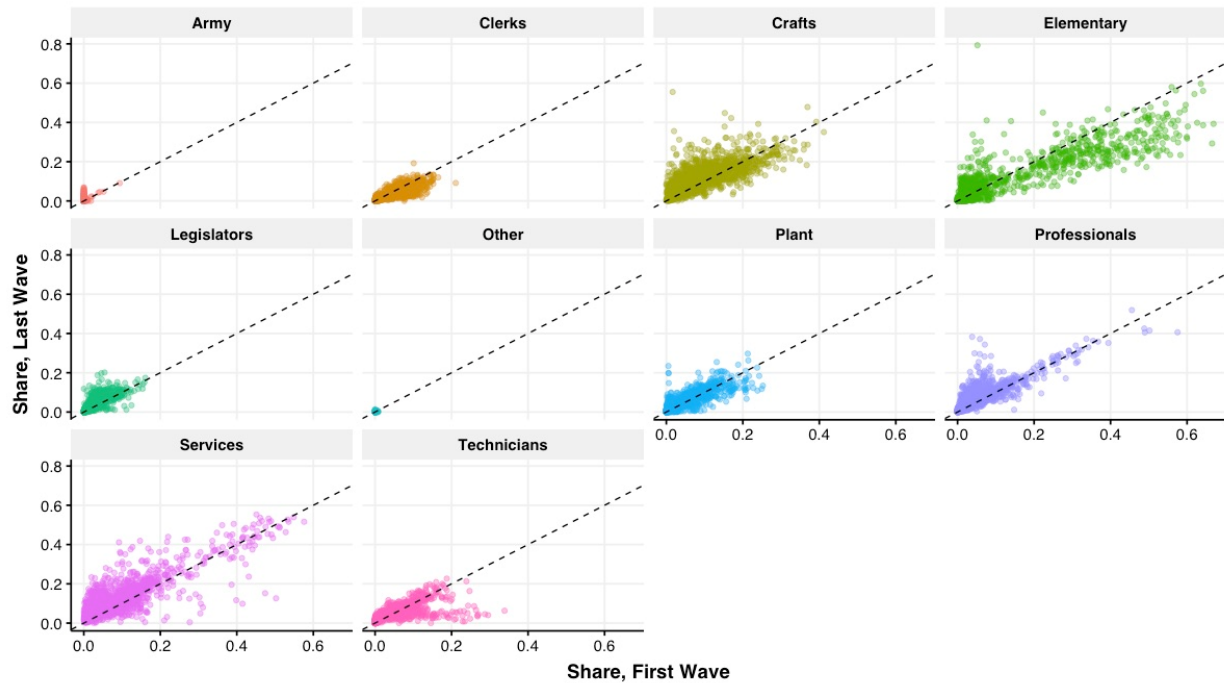 Army Clerks Crafts Elementary
0.8
0.6
0.4
0.2
0.0
Legislators Other Plant Professionals
0.8
0.6
0.4
0.2
0.0
0.0 0.2 0.4 0.6 0.0 0.2 0.4 0.6
Services Technicians
0.8
0.6
0.4
0.2
0.0
0.0 0.2 0.4 0.6 0.0 0.2 0.4 0.6
Share, Last Wave
Share, First Wave